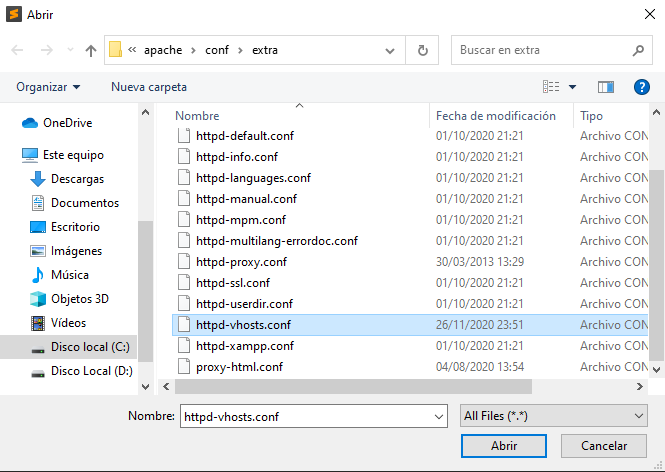 Abrir
« apache > conf > extra
Buscar en extra
Organizar
Nueva carpeta
?
Nombre Fecha de modificación Tipo
OneDrive
Este equipo
Descargas
Documentos
Escritorio
Imágenes
Música
Objetos 3D
Vídeos
Disco local (C:)
Disco Local (D:)
httpd-default.conf 01/10/2020 21:21 Archivo CON
httpd-info.conf 01/10/2020 21:21 Archivo CON
httpd-languages.conf 01/10/2020 21:21 Archivo CON
httpd-manual.conf 01/10/2020 21:21 Archivo CON
httpd-mpm.conf 01/10/2020 21:21 Archivo CON
httpd-multilang-errordoc.conf 01/10/2020 21:21 Archivo CON
httpd-proxy.conf 30/03/2013 13:29 Archivo CON
httpd-ssl.conf 01/10/2020 21:21 Archivo CON
httpd-userdir.conf 01/10/2020 21:21 Archivo CON
httpd-vhosts.conf 26/11/2020 23:51 Archivo CON
httpd-xampp.conf 01/10/2020 21:21 Archivo CON
proxy-html.conf 04/08/2020 13:54 Archivo CON
Nombre: httpd-vhosts.conf
All Files (*.*)
Abrir
Cancelar